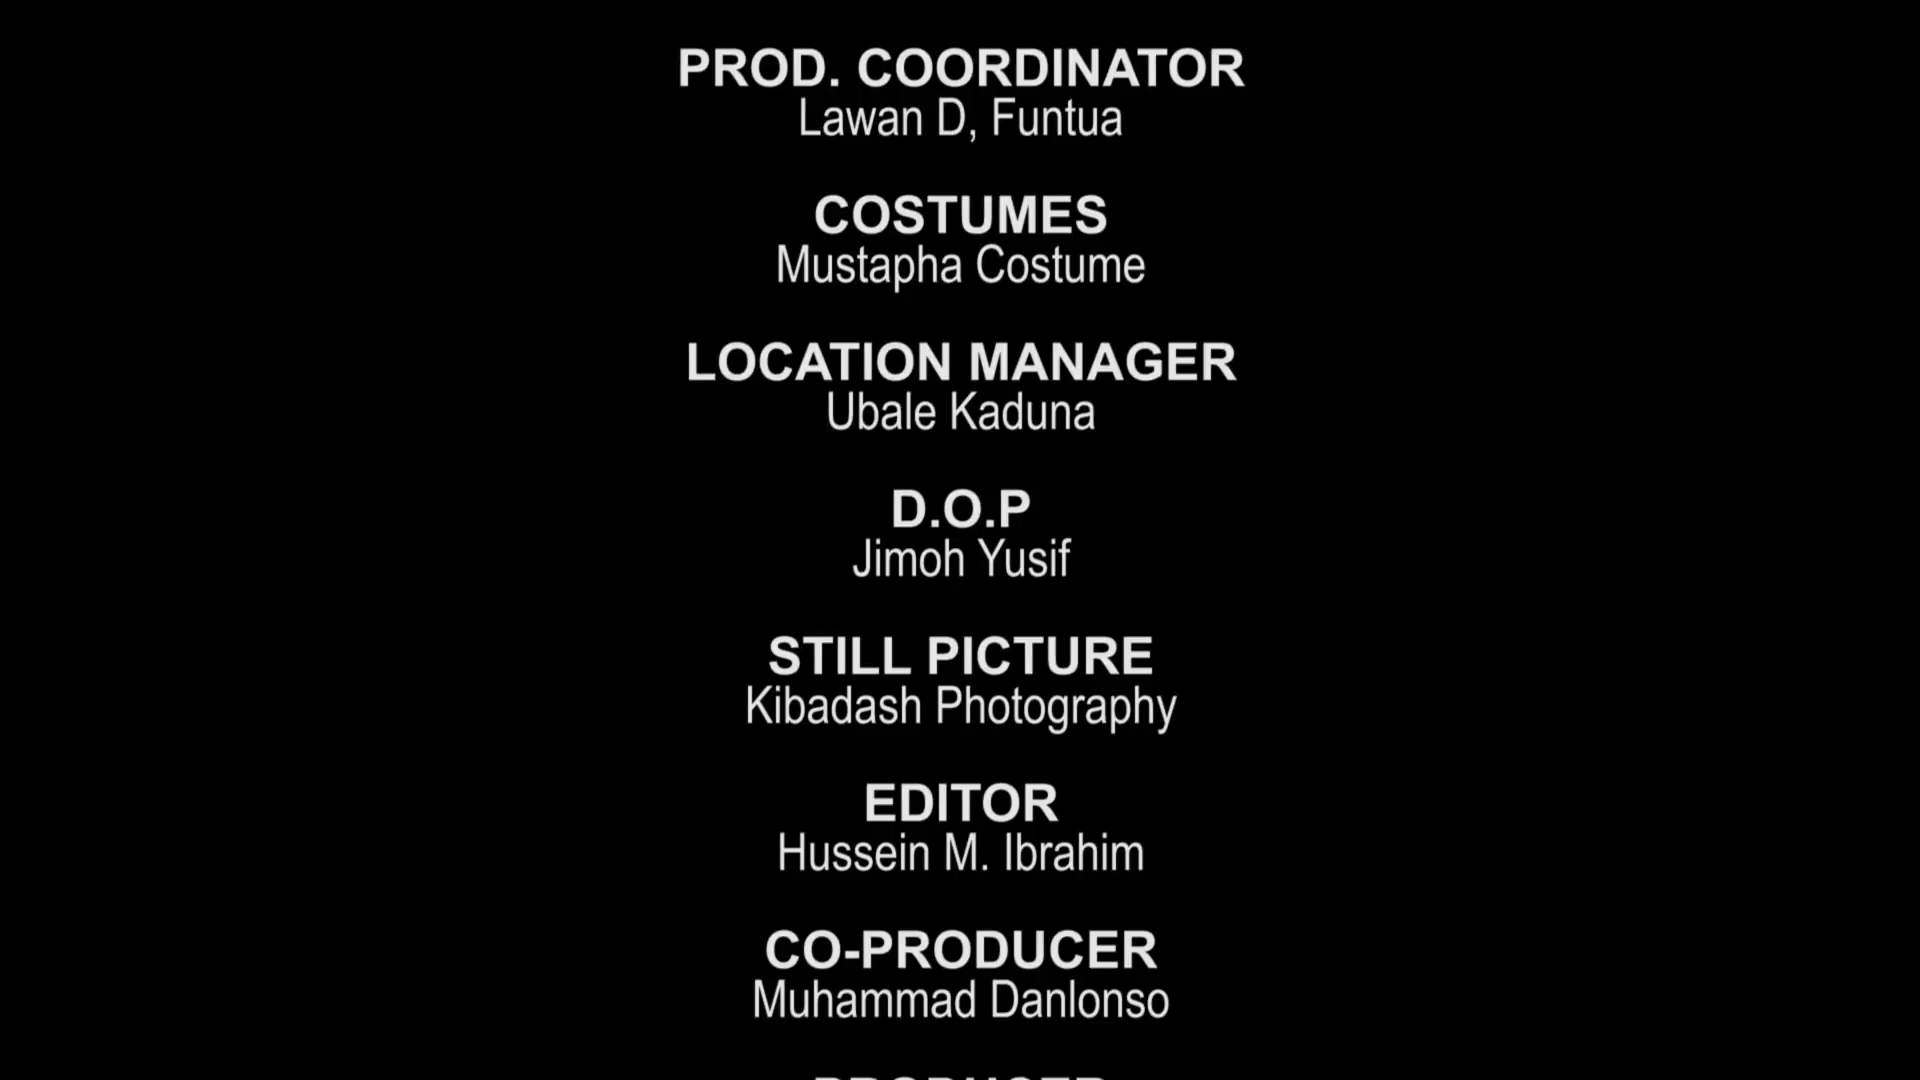 PROD. COORDINATOR
Lawan D, Funtua
COSTUMES
Mustapha Costume
LOCATION MANAGER
Ubale Kaduna
D.O.P
Jimoh Yusif
STILL PICTURE
Kibadash Photography
EDITOR
Hussein M. Ibrahim
CO-PRODUCER
Muhammad Danlonso